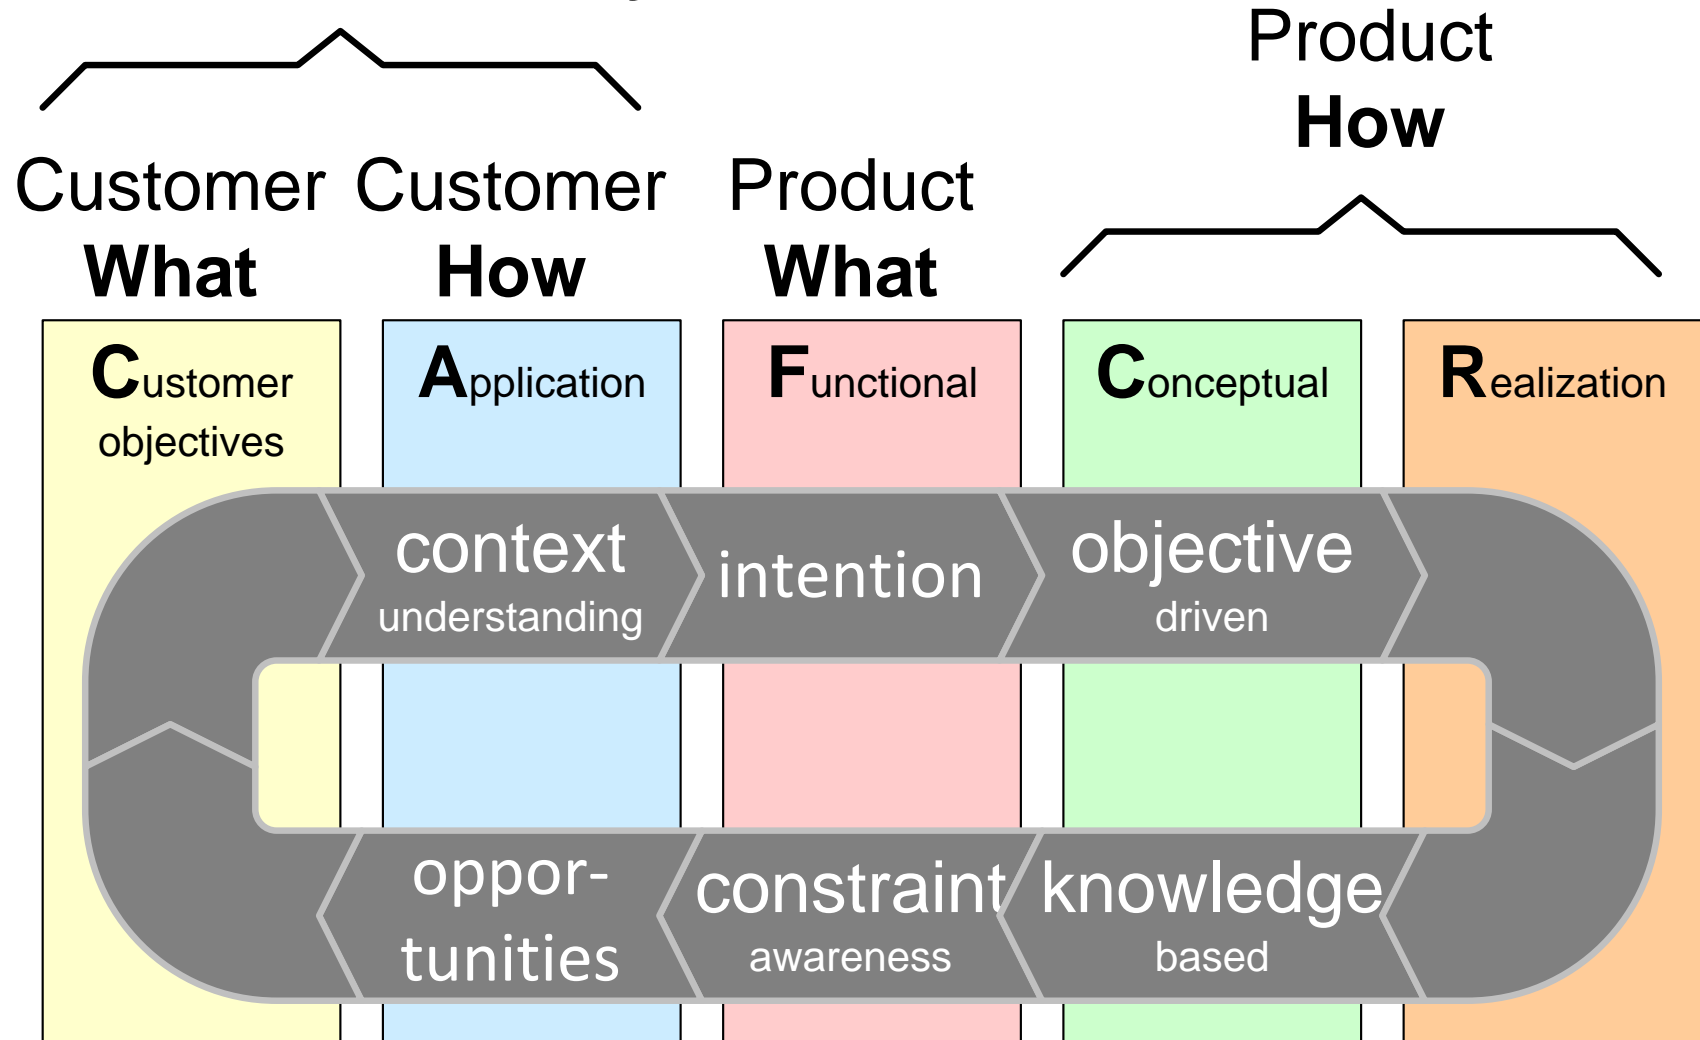 Product
How
Customer Customer Product
What How What
Customer Application Functional Conceptual Realization
objectives
context intention objective
understanding driven
oppor- constraint knowledge
tunities awareness based